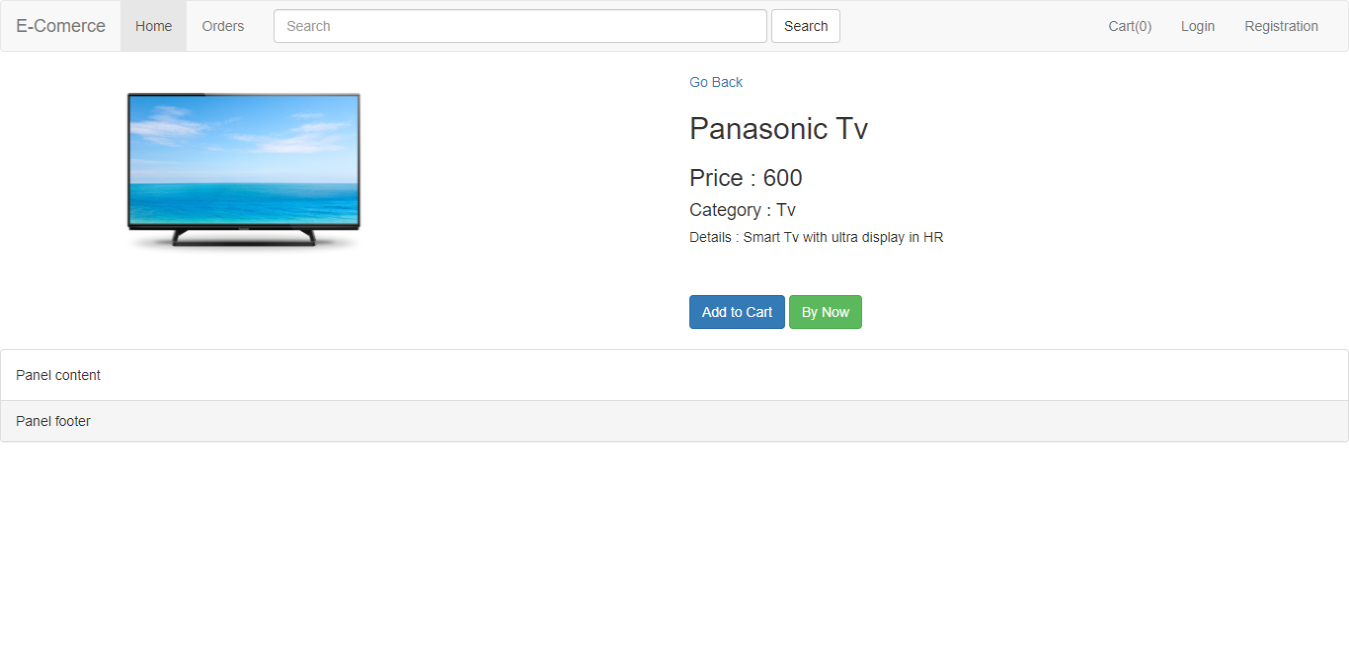 E-Comerce Home Orders Search Search Cart(0) Login Registration
Go Back
Panasonic Tv
Price : 600
Category : Tv
Details : Smart Tv with ultra display in HR
Add to Cart By Now
Panel content
Panel footer